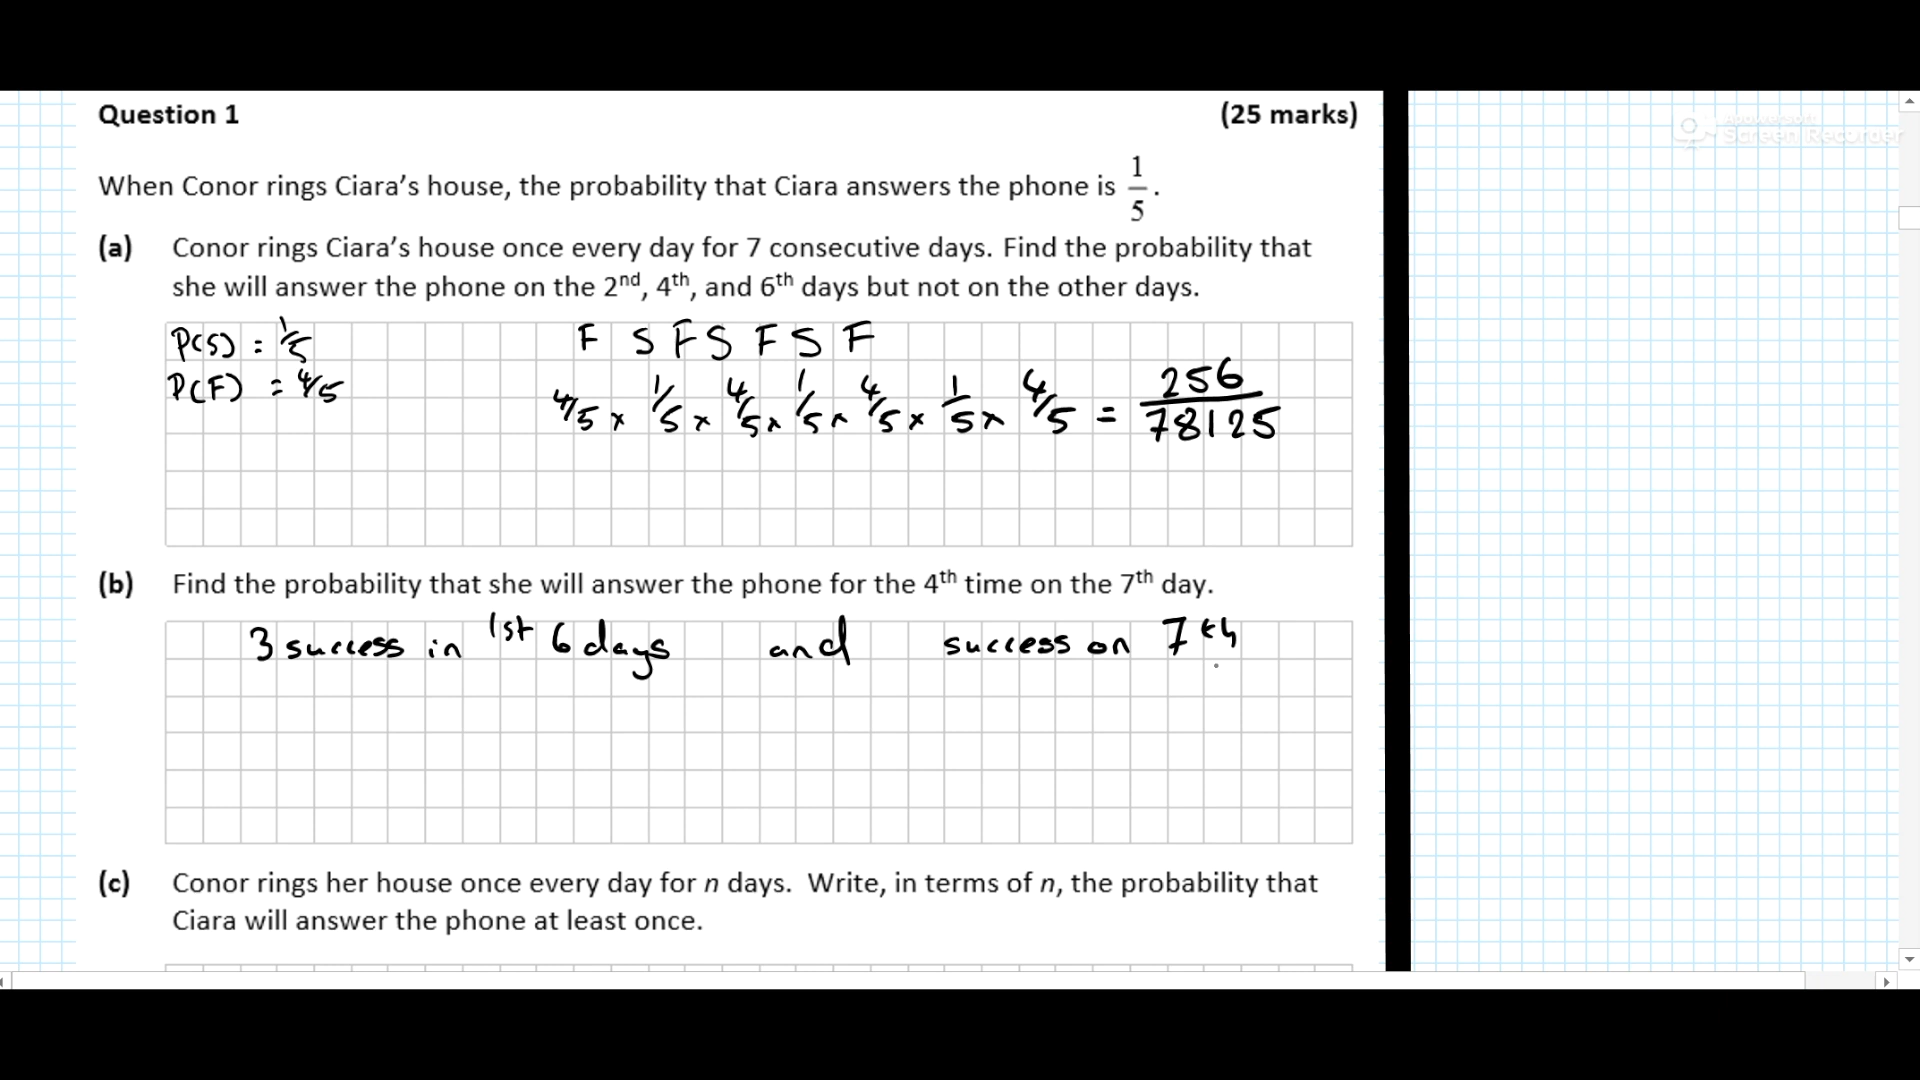 Question 1 (25 marks)
Apowersoft
Screen Recorder
When Conor rings Ciara's house, the probability that Ciara answers the phone is 1/5.
(a) Conor rings Ciara's house once every day for 7 consecutive days. Find the probability that
she will answer the phone on the 2nd, 4th, and 6th days but not on the other days.
P(S) = 1/5 F S F S F S F
P(F) = 4/5 4/5 × 1/5 × 4/5 × 1/5 × 4/5 × 1/5 × 4/5 = 256/78125
(b) Find the probability that she will answer the phone for the 4th time on the 7th day.
3 success in 1st 6 days and success on 7th
(c) Conor rings her house once every day for n days. Write, in terms of n, the probability that
Ciara will answer the phone at least once.